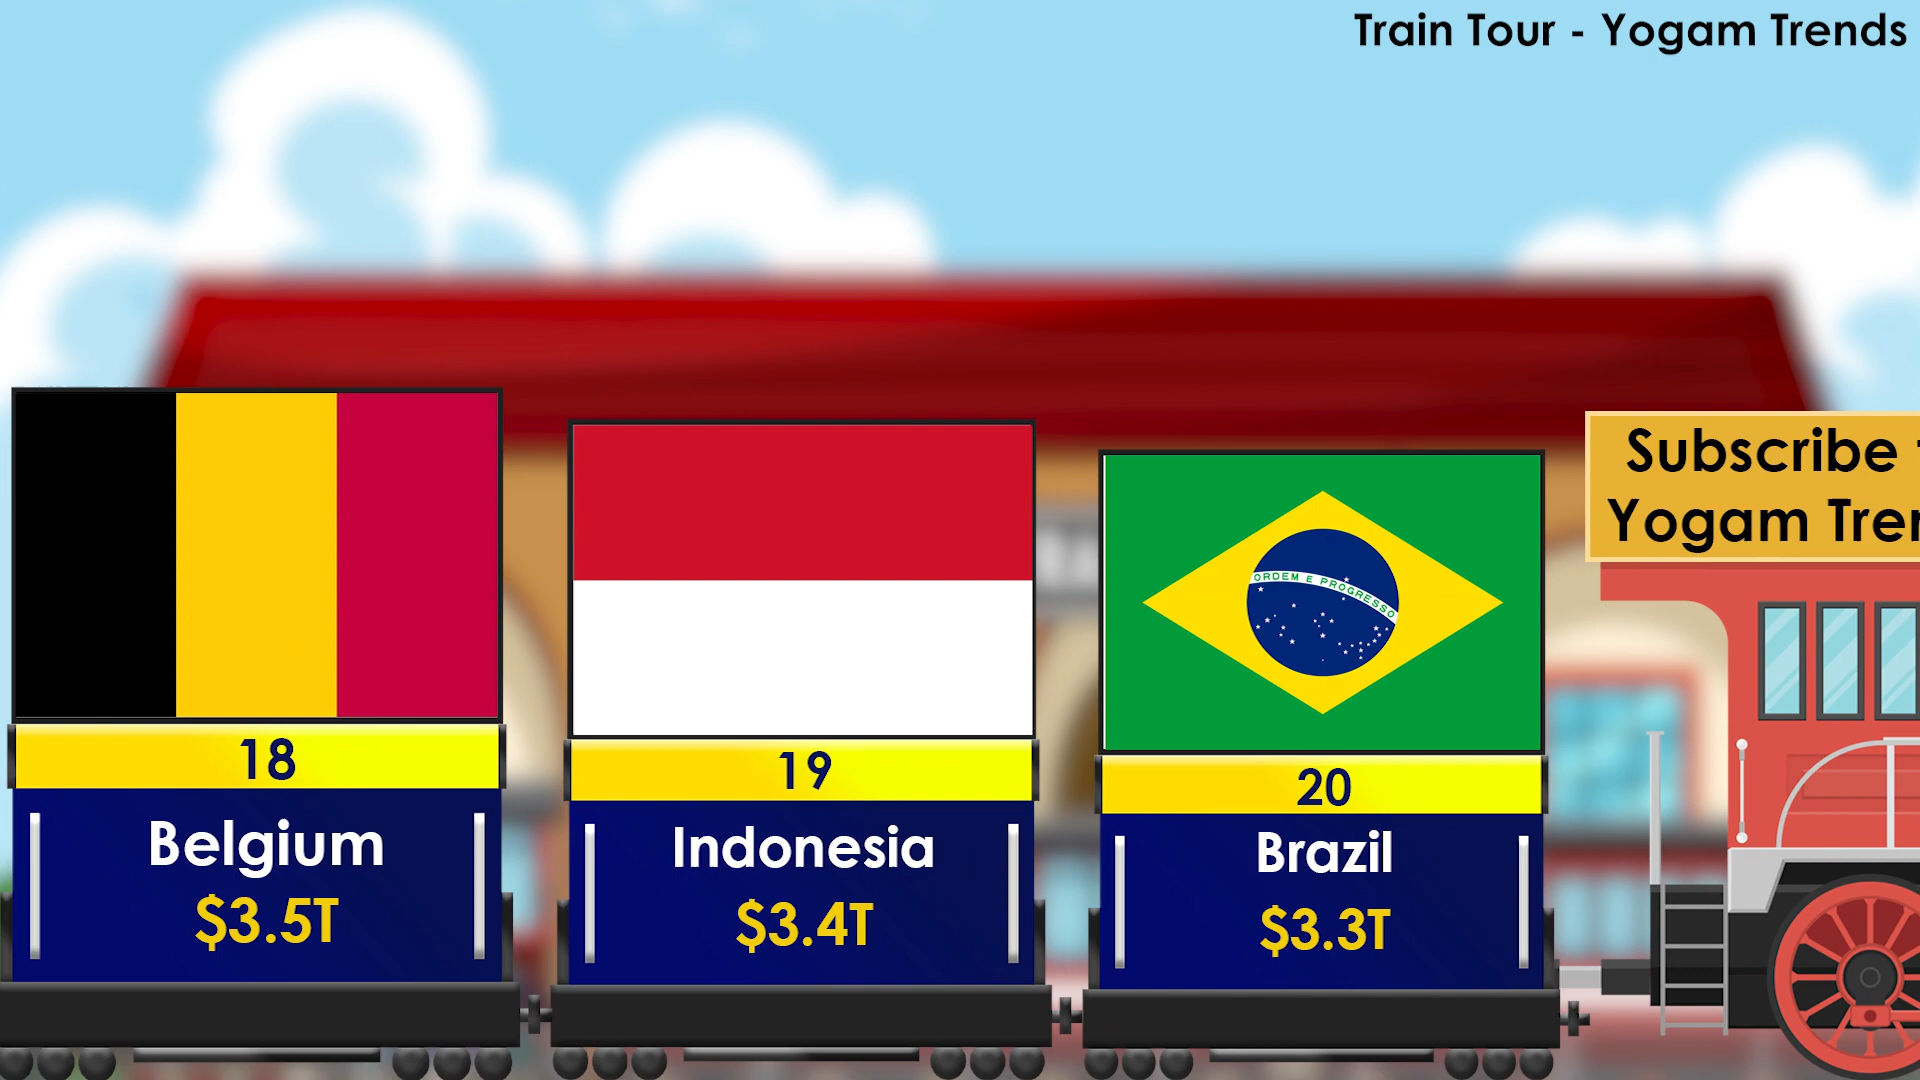 Train Tour - Yogam Trends
Subscribe
Yogam
18
Belgium
$3.5T
19
Indonesia
$3.4T
20
ORDEM E PROGRESSO
Brazil
$3.3T